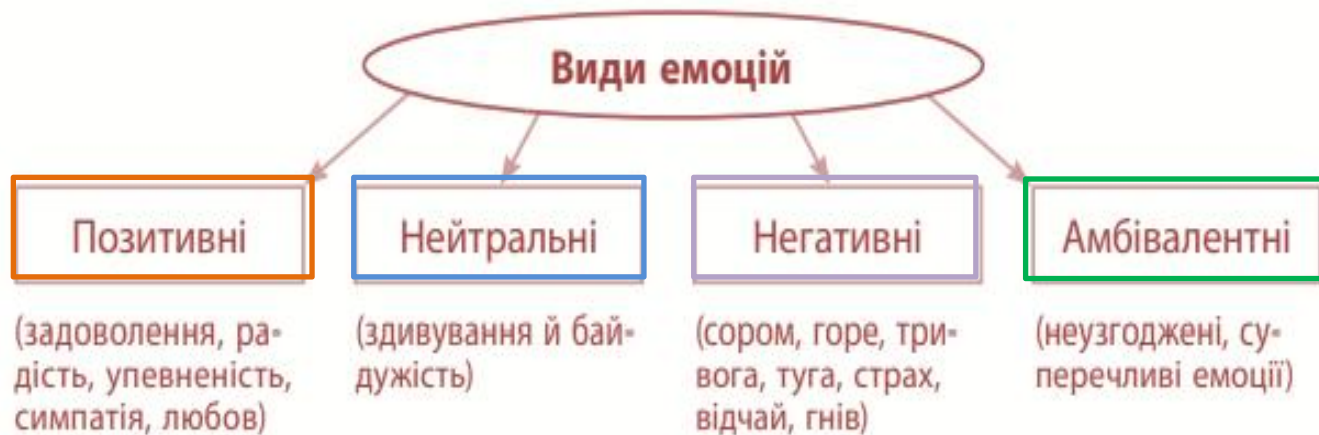 Види емоцій
Позитивні
Нейтральні
Негативні
Амбівалентні
(задоволення, ра-
дість, упевненість,
симпатія, любов)
(здивування й бай-
дужість)
(сором, горе, три-
вога, туга, страх,
відчай, гнів)
(неузгоджені, су-
перечливі емоції)